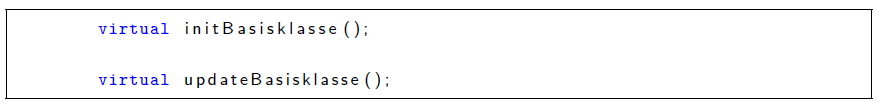 virtual initBasisklasse();
virtual updateBasisklasse();